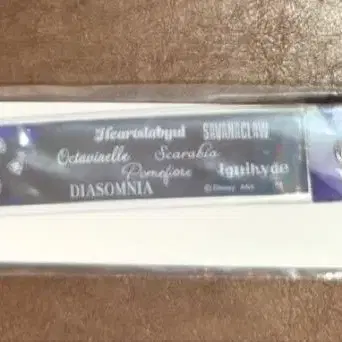 Heartslabyul SAVANACLAW
Octavinelle Scarabia
Pomefiore Ignihyde
DIASOMNIA ©Disney